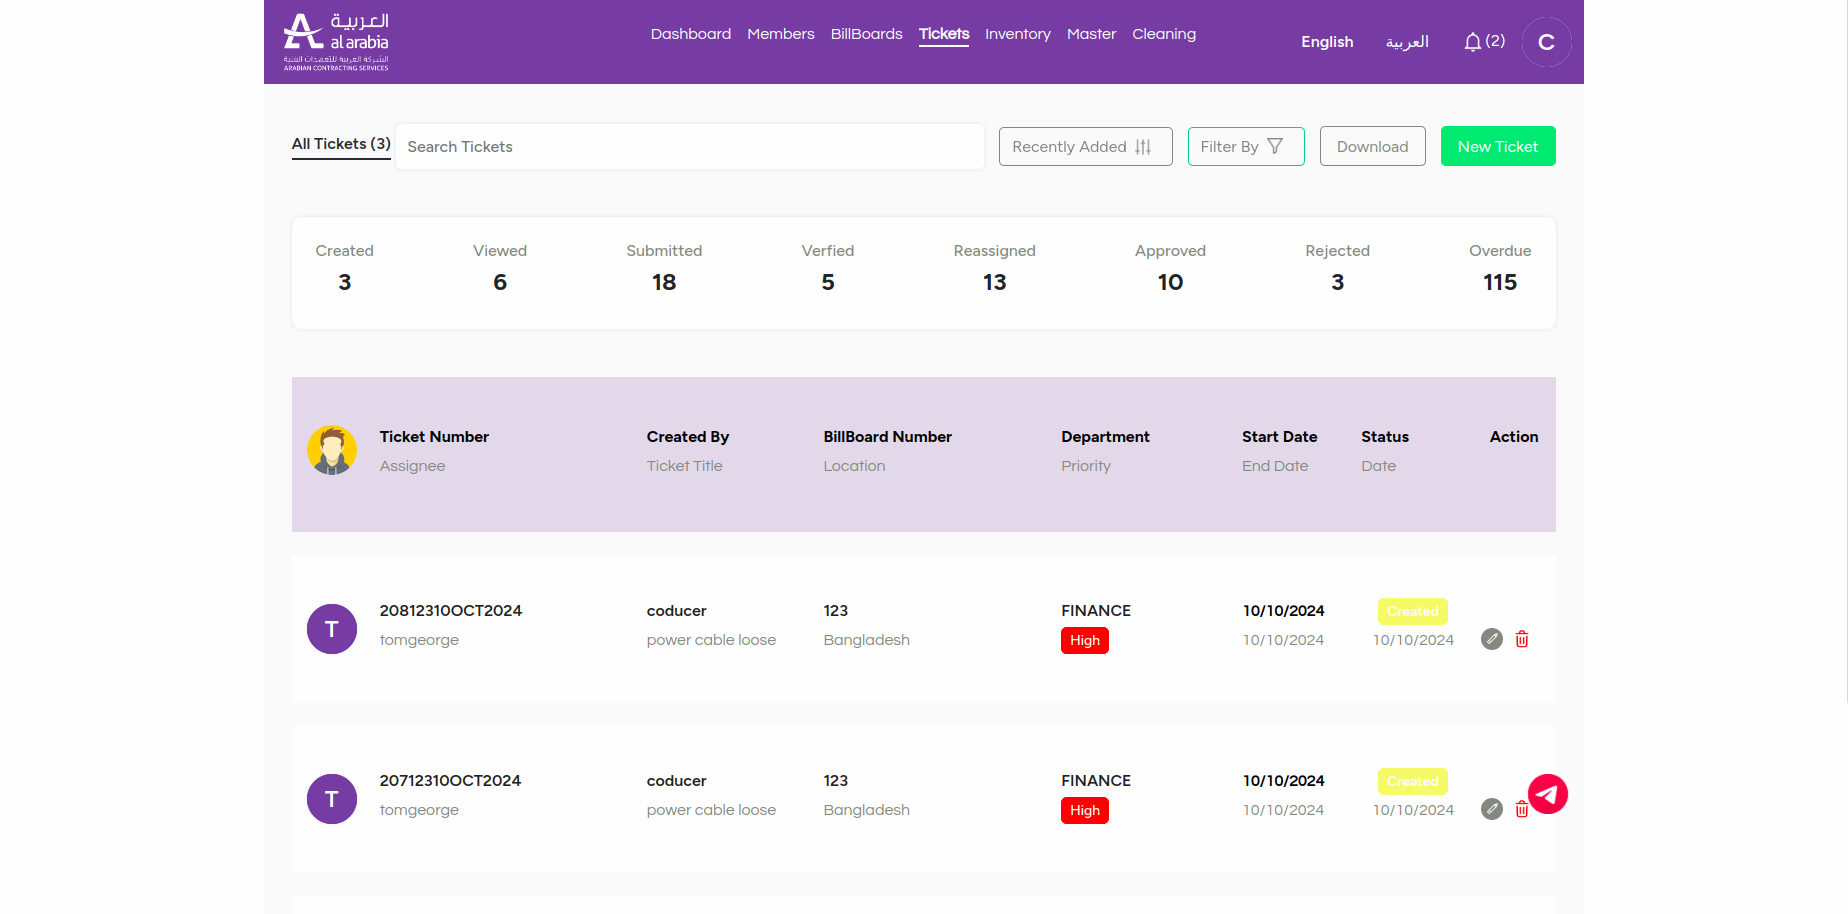 العربية
al arabia
الشركة العربية للتعهدات الفنية
ARABIAN CONTRACTING SERVICES
Dashboard Members BillBoards Tickets Inventory Master Cleaning
English العربية (2) C
All Tickets (3) Search Tickets Recently Added Filter By Download New Ticket
Created Viewed Submitted Verfied Reassigned Approved Rejected Overdue
3 6 18 5 13 10 3 115
Ticket Number Created By BillBoard Number Department Start Date Status Action
Assignee Ticket Title Location Priority End Date Date
T
20812310OCT2024 coducer 123 FINANCE 10/10/2024 Created
tomgeorge power cable loose Bangladesh High 10/10/2024 10/10/2024
T
20712310OCT2024 coducer 123 FINANCE 10/10/2024 Created
tomgeorge power cable loose Bangladesh High 10/10/2024 10/10/2024